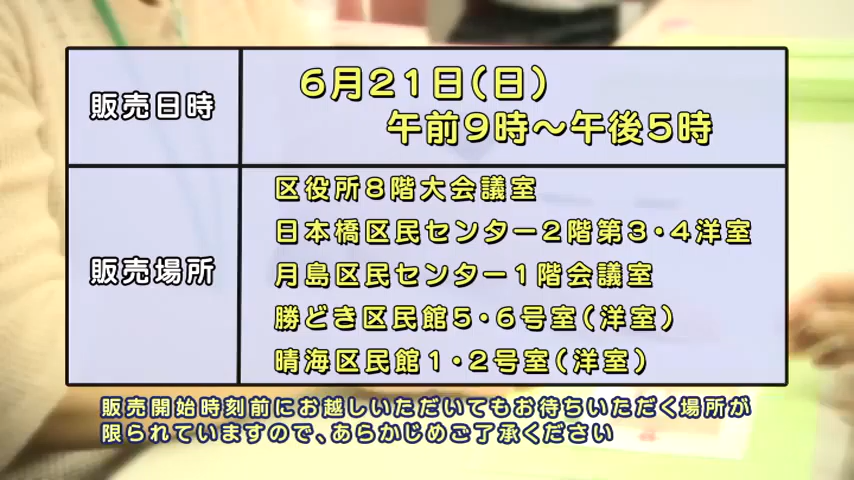 販売日時
6月21日(日)
午前9時～午後5時
販売場所
区役所8階大会議室
日本橋区民センター2階第3・4洋室
月島区民センター1階会議室
勝どき区民館5・6号室(洋室)
晴海区民館1・2号室(洋室)
販売開始時刻前にお越しいただいてもお待ちいただく場所が
限られていますので、あらかじめご了承ください